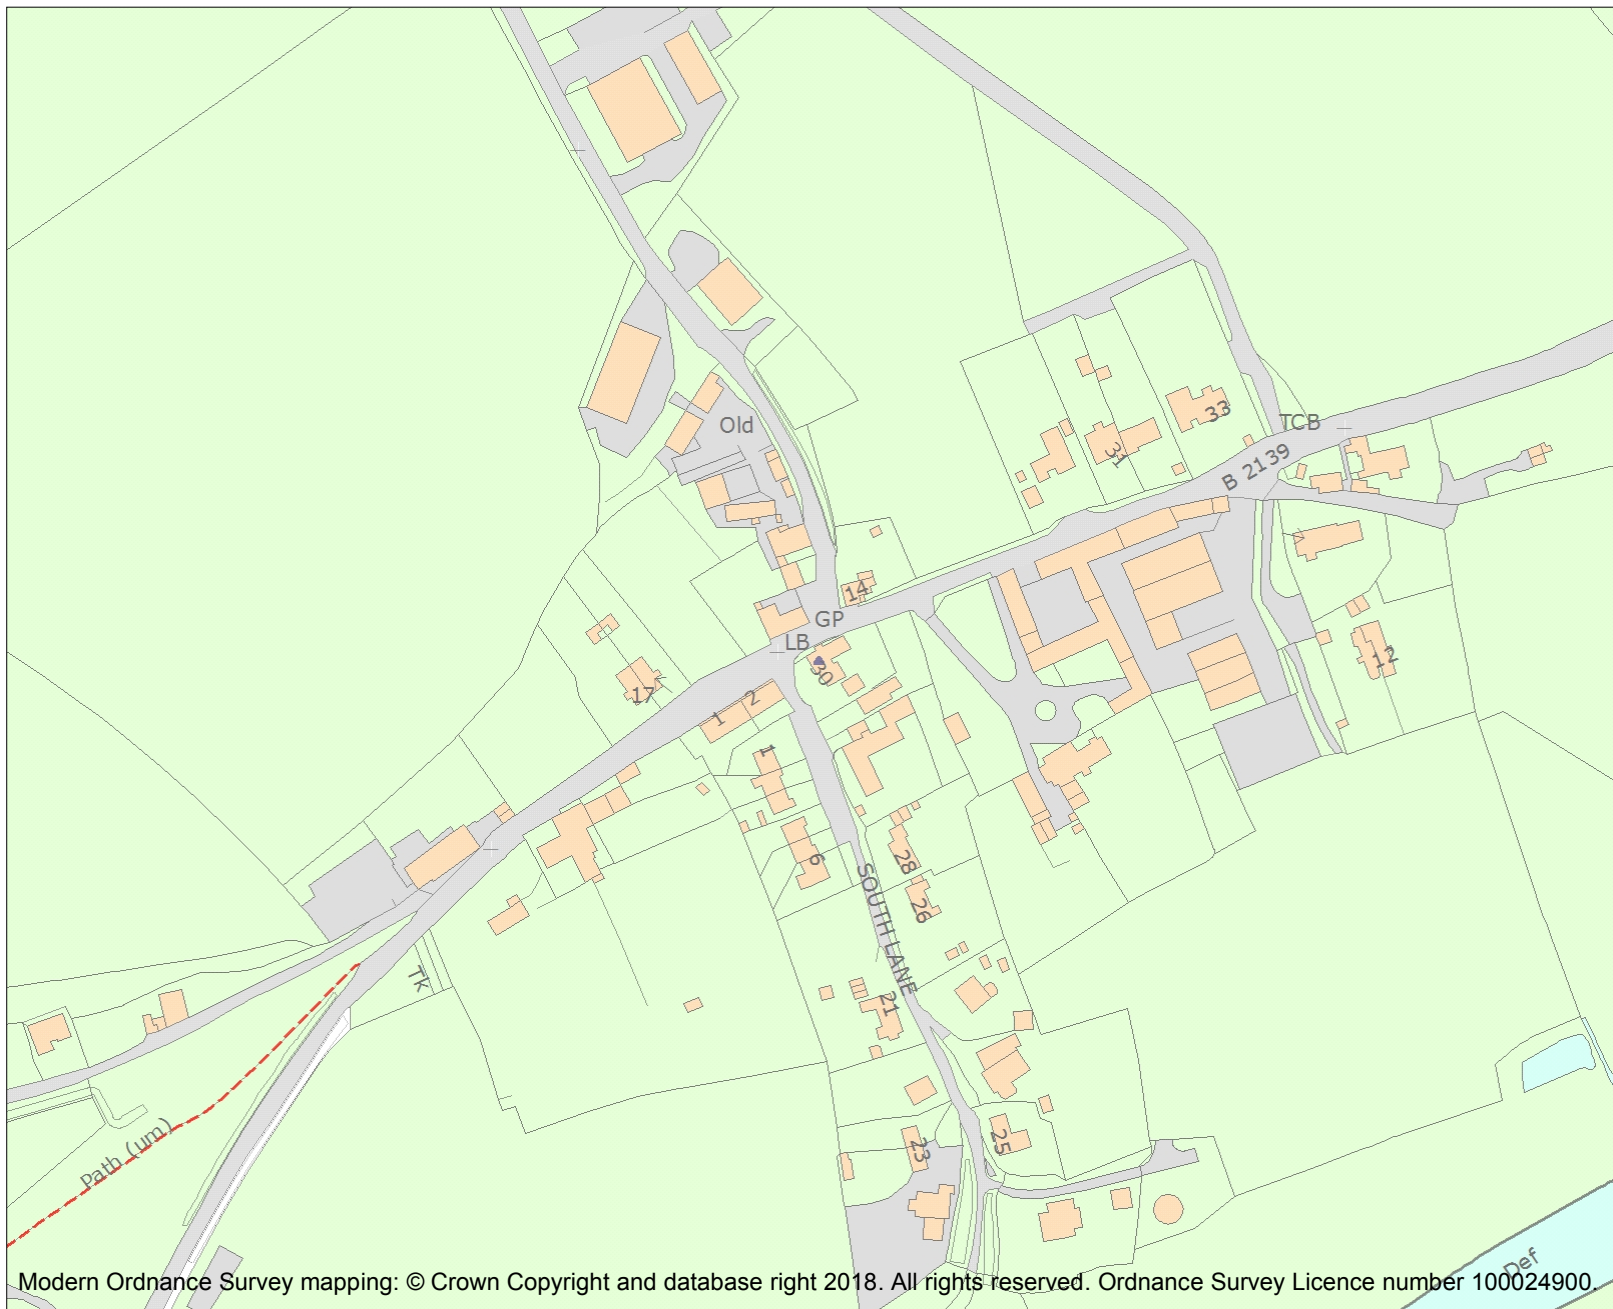 Old
33
TCB
31
B 2139
14
GP
LB
30
17
1
2
12
1
6
28
26
SOUTH LANE
Tk
21
Path (um)
23
25
Def
Modern Ordnance Survey mapping: © Crown Copyright and database right 2018. All rights reserved. Ordnance Survey Licence number 100024900.